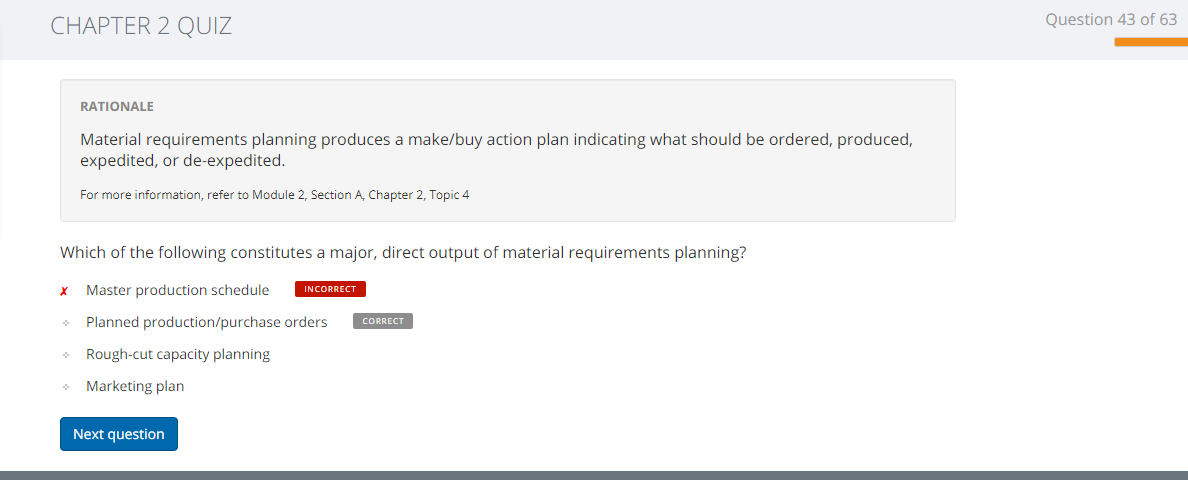 CHAPTER 2 QUIZ
Question 43 of 63
RATIONALE
Material requirements planning produces a make/buy action plan indicating what should be ordered, produced,
expedited, or de-expedited.
For more information, refer to Module 2, Section A, Chapter 2, Topic 4
Which of the following constitutes a major, direct output of material requirements planning?
✗ Master production schedule INCORRECT
Planned production/purchase orders CORRECT
Rough-cut capacity planning
Marketing plan
Next question